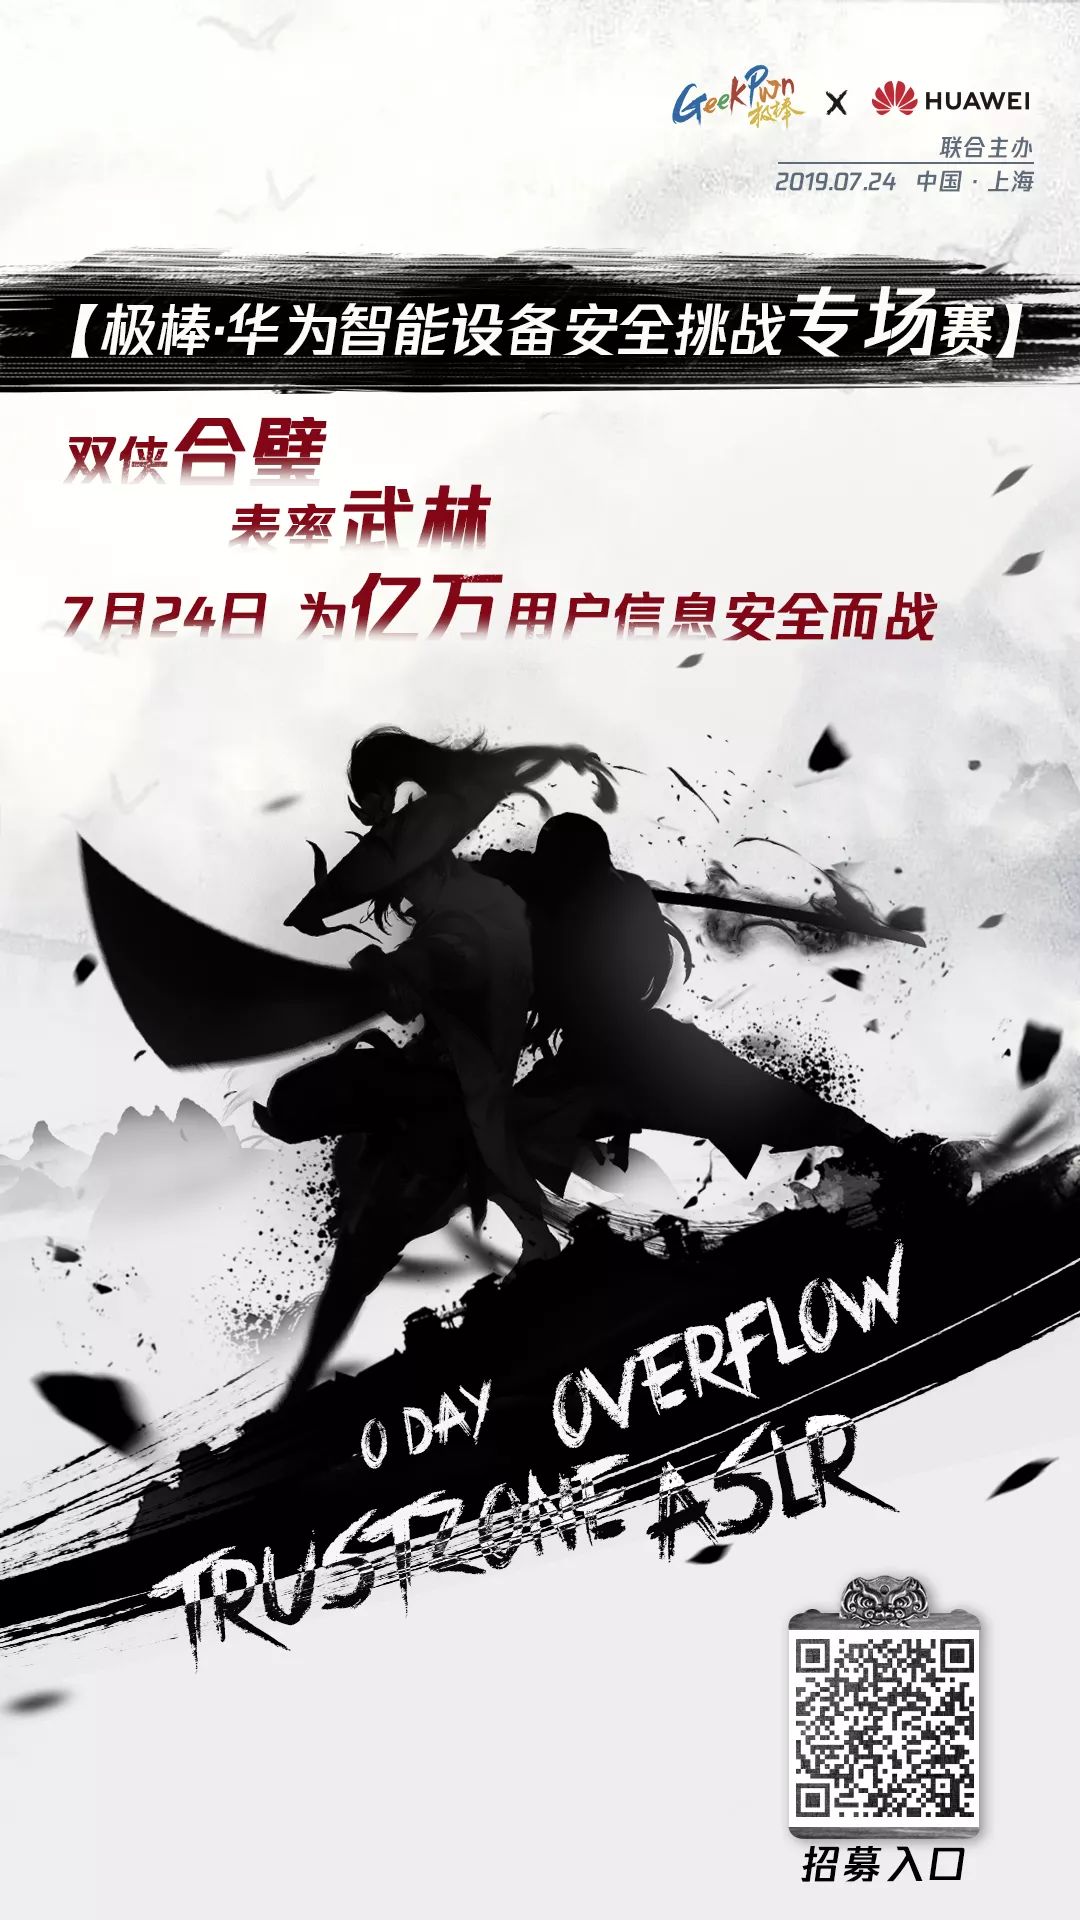 GeekPwn 极棒 X HUAWEI
联合主办
2019.07.24 中国·上海
【极棒·华为智能设备安全挑战专场赛】
双侠合璧
表率武林
7月24日 为亿万用户信息安全而战
0 DAY OVERFLOW
TRUSTZONE ASLR
招募入口